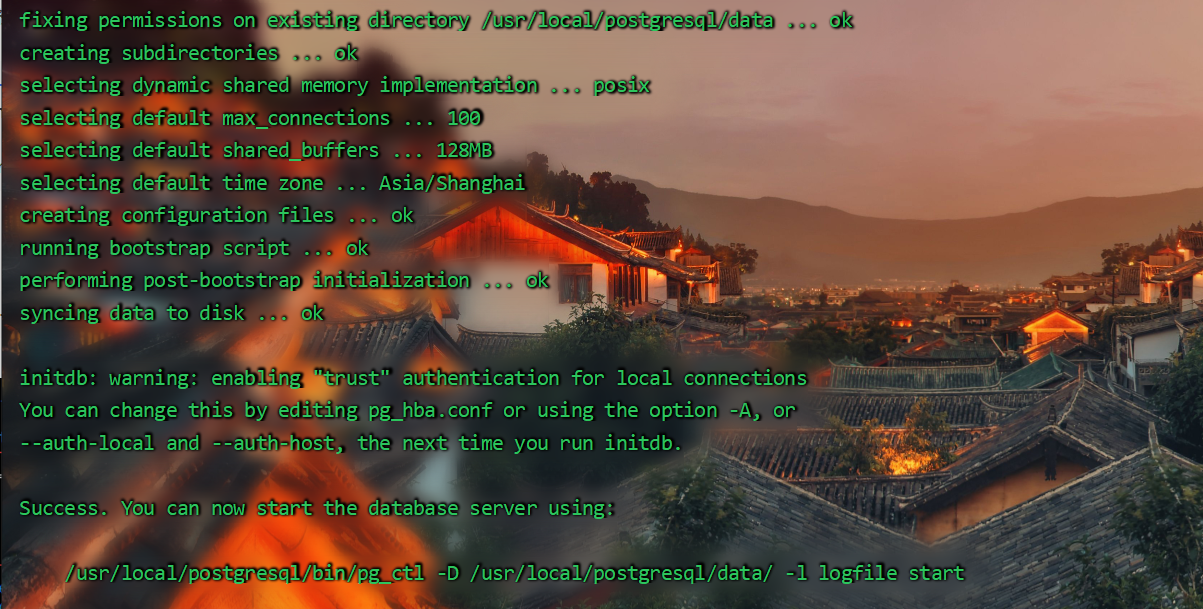 fixing permissions on existing directory /usr/local/postgresql/data ... ok
creating subdirectories ... ok
selecting dynamic shared memory implementation ... posix
selecting default max_connections ... 100
selecting default shared_buffers ... 128MB
selecting default time zone ... Asia/Shanghai
creating configuration files ... ok
running bootstrap script ... ok
performing post-bootstrap initialization ... ok
syncing data to disk ... ok
initdb: warning: enabling "trust" authentication for local connections
You can change this by editing pg_hba.conf or using the option -A, or
--auth-local and --auth-host, the next time you run initdb.
Success. You can now start the database server using:
/usr/local/postgresql/bin/pg_ctl -D /usr/local/postgresql/data/ -l logfile start